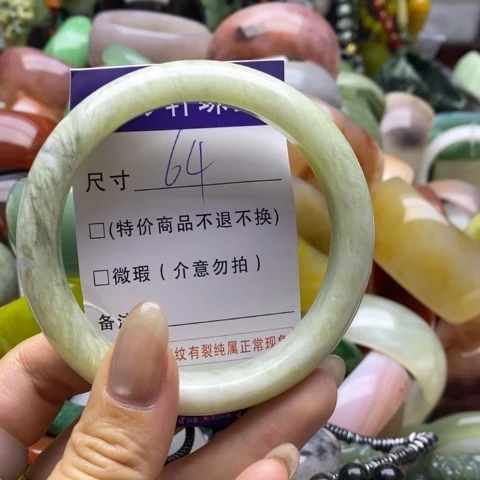 尺寸 64
□(特价商品不退不换)
□微瑕(介意勿拍)
备
纹有裂纯属正常现